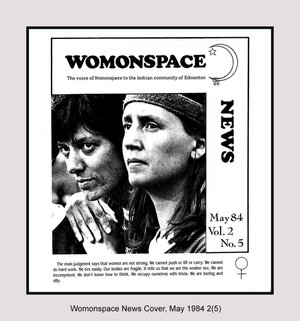 WOMONSPACE
The voice of Womonspace to the lesbian community of Edmonton
NEWS
May 84
Vol. 2
No. 5
The male judgment says that women are not strong. We cannot push or lift or carry. We cannot
do hard work. We tire easily. Our bodies are fragile. It tells us that we are the weaker sex. We are
incompetent. We don't know how to think. We occupy ourselves with trivia. We are boring and
silly.
Womonspace News Cover, May 1984 2(5)